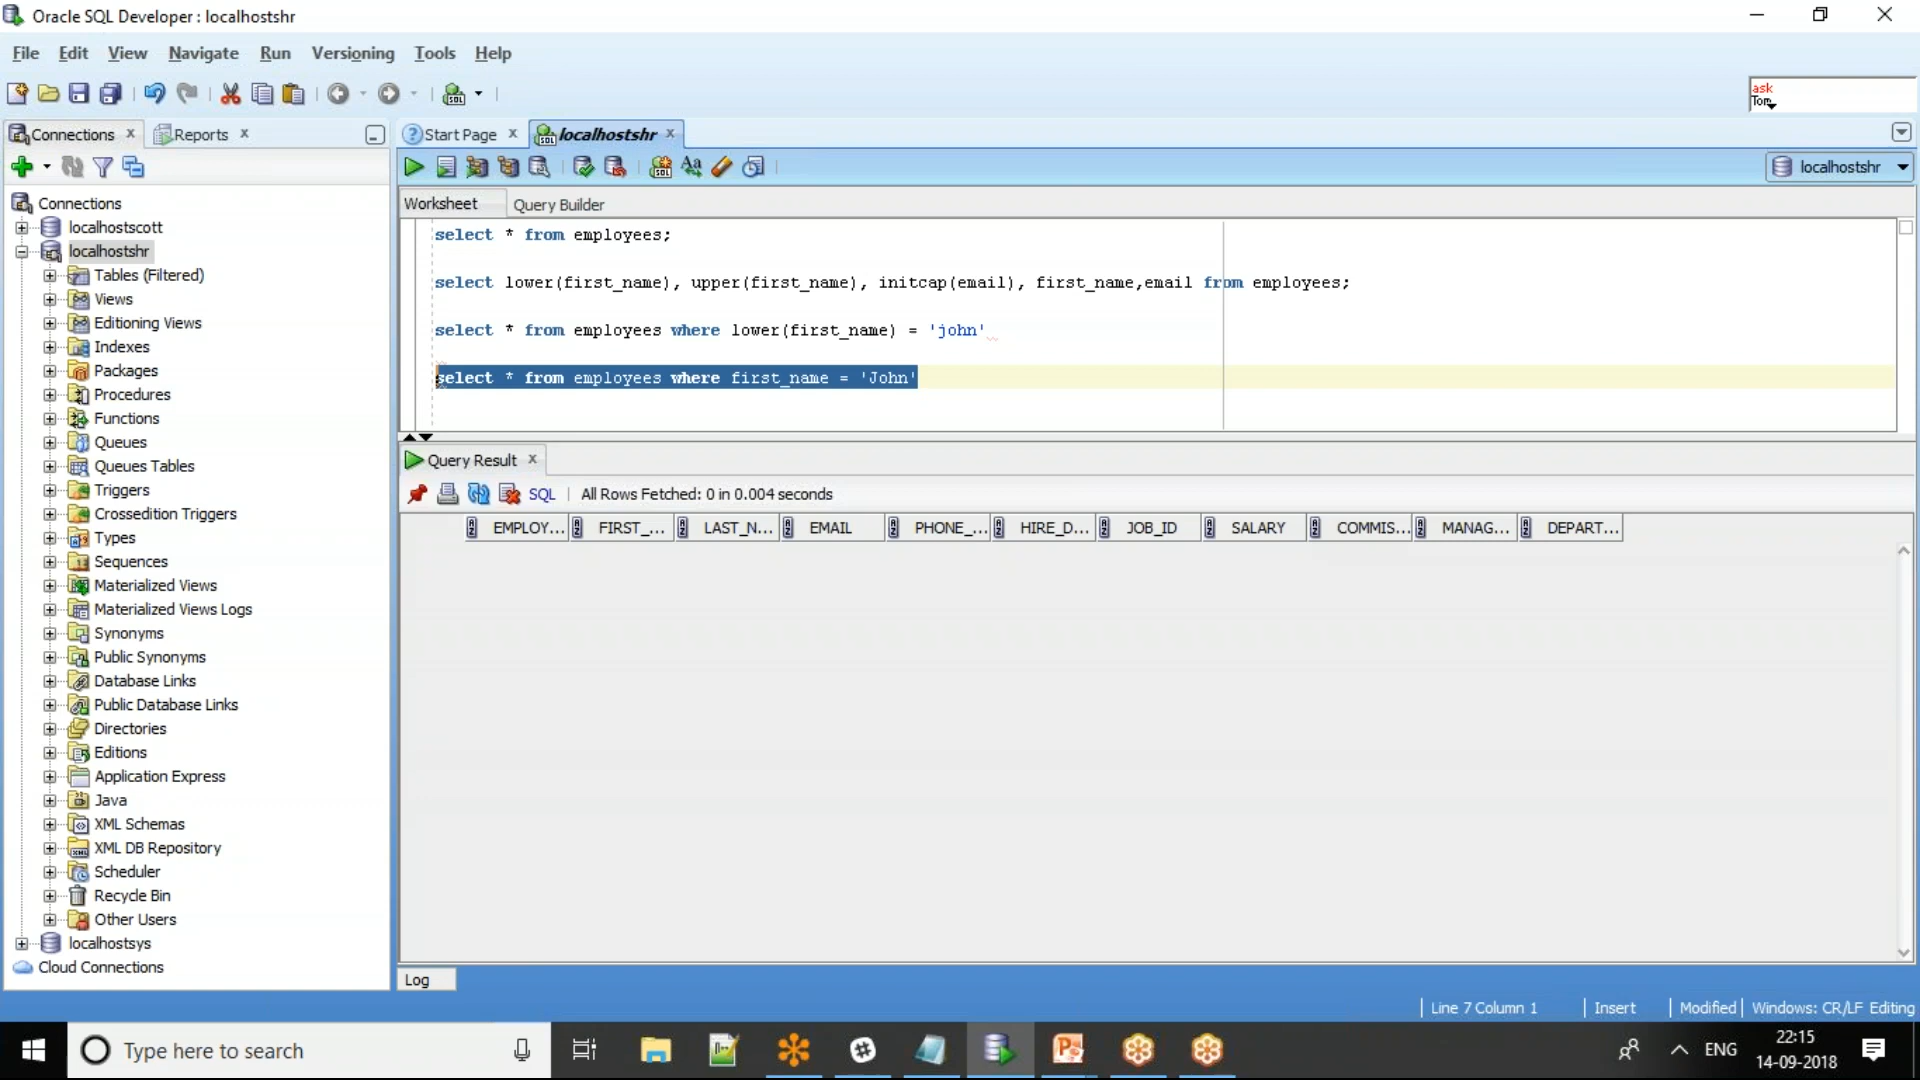 Oracle SQL Developer : localhostshr
File Edit View Navigate Run Versioning Tools Help
ask
Tom
Connections Reports
Start Page localhostshr
localhostshr
Worksheet Query Builder
Connections
localhostscott
localhostshr
Tables (Filtered)
Views
Editioning Views
Indexes
Packages
Procedures
Functions
Queues
Queues Tables
Triggers
Crossedition Triggers
Types
Sequences
Materialized Views
Materialized Views Logs
Synonyms
Public Synonyms
Database Links
Public Database Links
Directories
Editions
Application Express
Java
XML Schemas
XML DB Repository
Scheduler
Recycle Bin
Other Users
localhostsys
Cloud Connections
select * from employees;
select lower(first_name), upper(first_name), initcap(email), first_name,email from employees;
select * from employees where lower(first_name) = 'john'
select * from employees where first_name = 'John'
Query Result
SQL All Rows Fetched: 0 in 0.004 seconds
EMPLOY... FIRST_... LAST_N... EMAIL PHONE_... HIRE_D... JOB_ID SALARY COMMIS... MANAG... DEPART...
Log
Line 7 Column 1 Insert Modified Windows: CR/LF Editing
Type here to search
ENG
22:15
14-09-2018